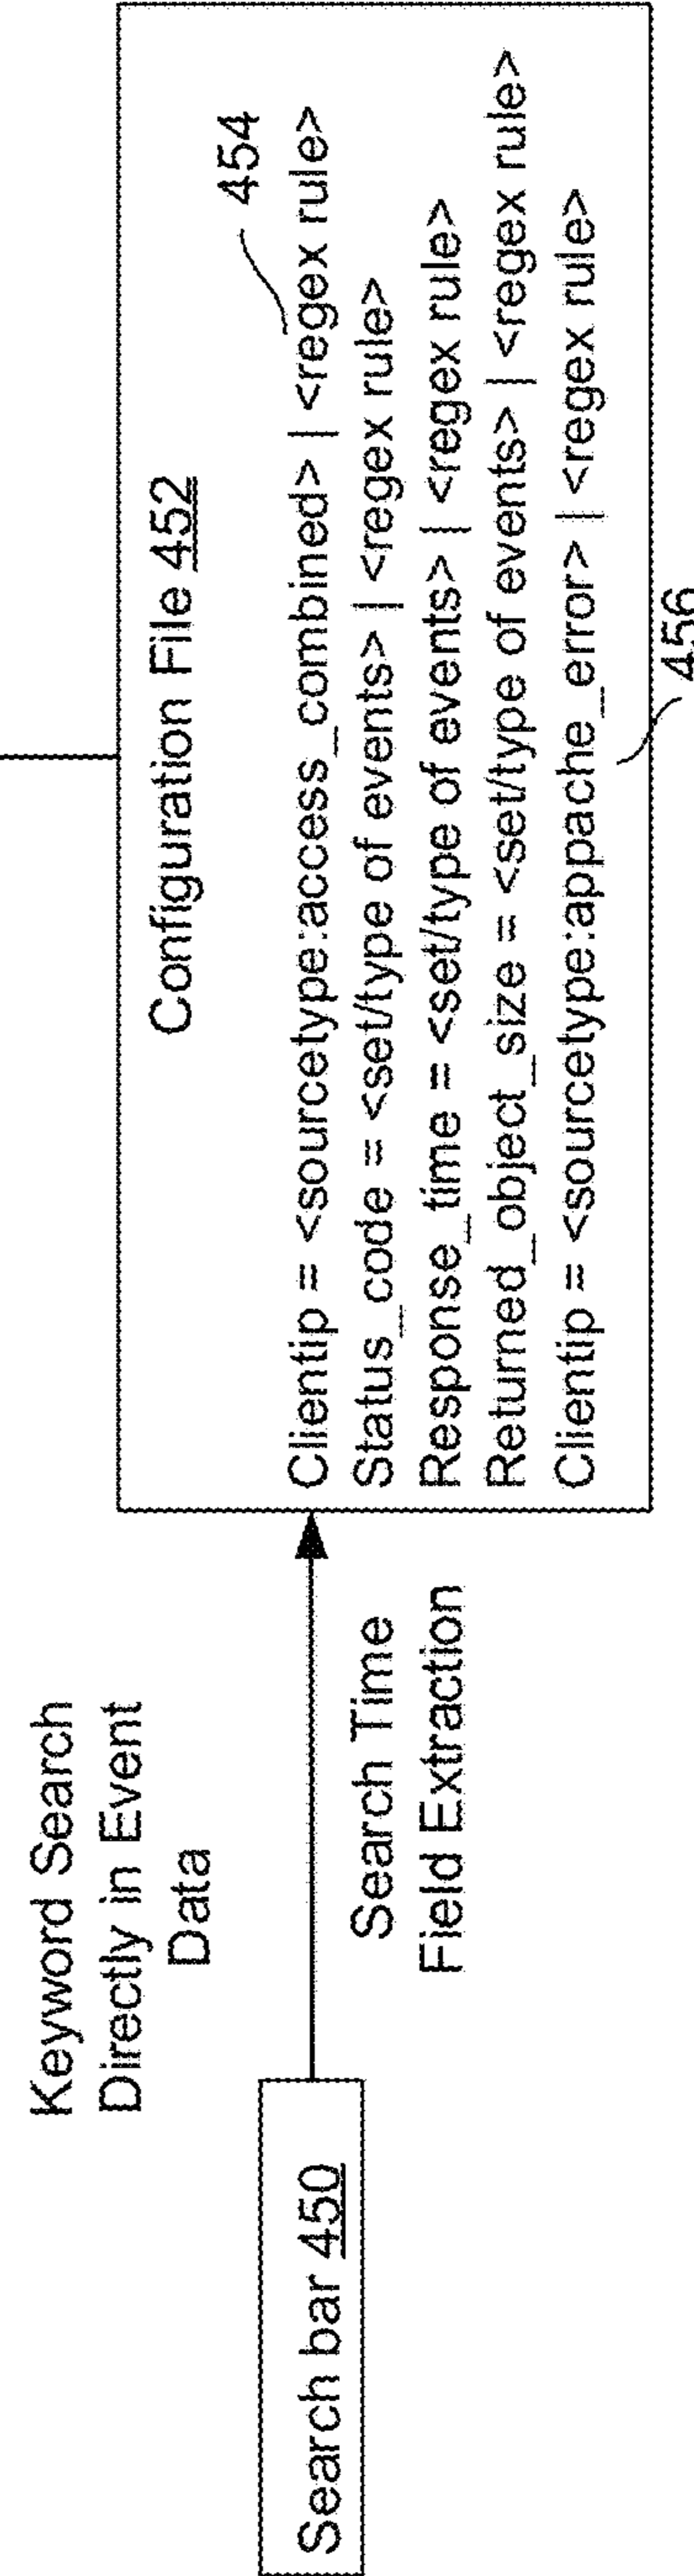 Keyword Search
Directly in Event
Data
Search bar 450
Search Time
Field Extraction
Configuration File 452
454
Clientip = <sourcetype:access_combined> | <regex rule>
Status_code = <set/type of events> | <regex rule>
Response_time = <set/type of events> | <regex rule>
Returned_object_size = <set/type of events> | <regex rule>
Clientip = <sourcetype:appache_error> | <regex rule>
456